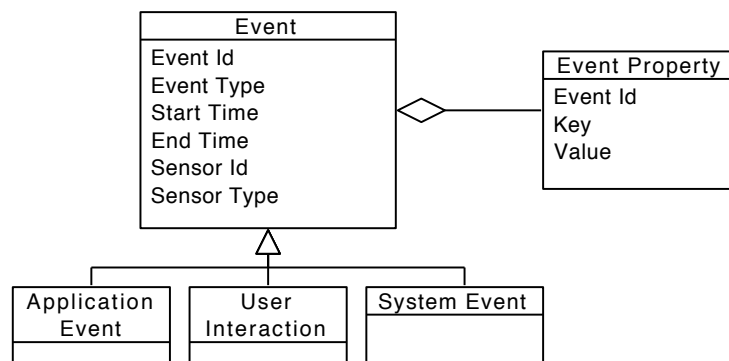 Event
Event Id
Event Type
Start Time
End Time
Sensor Id
Sensor Type
Event Property
Event Id
Key
Value
Application
Event
User
Interaction
System Event